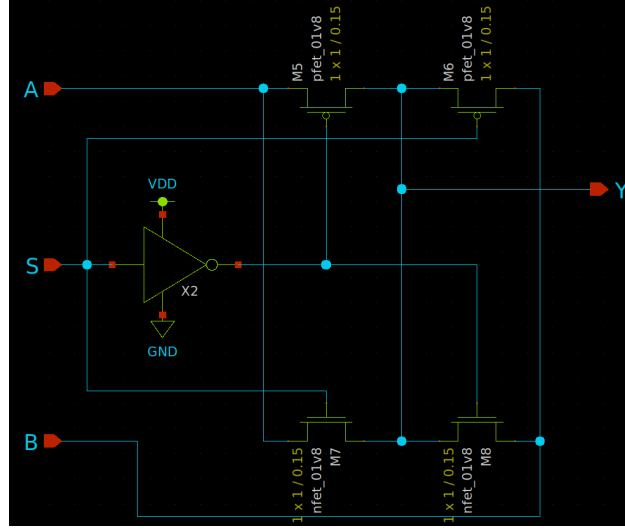 A
M5
pfet_01v8
1 x 1 / 0.15
M6
pfet_01v8
1 x 1 / 0.15
VDD
Y
S
X2
GND
B
1 x 1 / 0.15
nfet_01v8
M7
1 x 1 / 0.15
nfet_01v8
M8